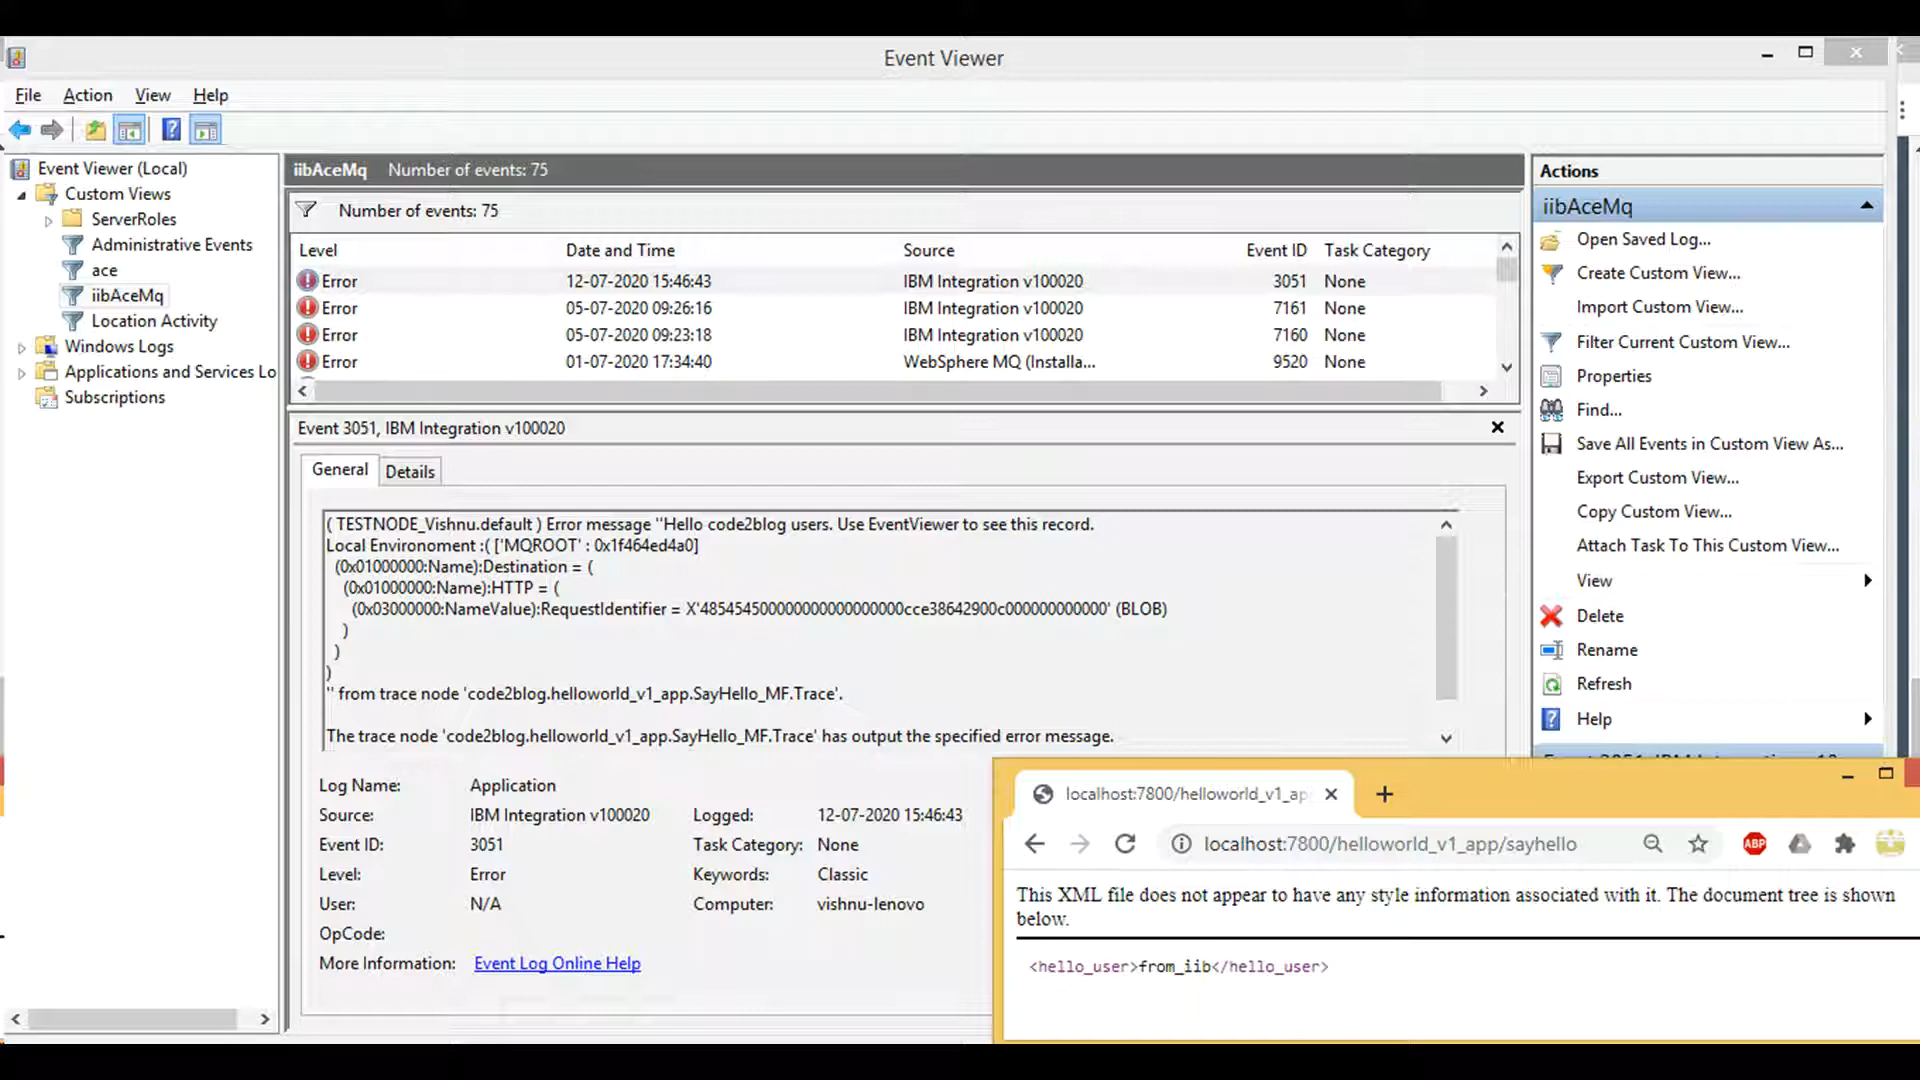 Event Viewer
File Action View Help
Event Viewer (Local)
Custom Views
ServerRoles
Administrative Events
ace
iibAceMq
Location Activity
Windows Logs
Applications and Services Lo
Subscriptions
iibAceMq Number of events: 75
Number of events: 75
Level Date and Time Source Event ID Task Category
Error 12-07-2020 15:46:43 IBM Integration v100020 3051 None
Error 05-07-2020 09:26:16 IBM Integration v100020 7161 None
Error 05-07-2020 09:23:18 IBM Integration v100020 7160 None
Error 01-07-2020 17:34:40 WebSphere MQ (Installa... 9520 None
Event 3051, IBM Integration v100020
General Details
( TESTNODE_Vishnu.default ) Error message ''Hello code2blog users. Use EventViewer to see this record.
Local Environoment :( ['MQROOT' : 0x1f464ed4a0]
(0x01000000:Name):Destination = (
(0x01000000:Name):HTTP = (
(0x03000000:NameValue):RequestIdentifier = X'485454500000000000000000cce38642900c000000000000' (BLOB)
)
)
)
'' from trace node 'code2blog.helloworld_v1_app.SayHello_MF.Trace'.
The trace node 'code2blog.helloworld_v1_app.SayHello_MF.Trace' has output the specified error message.
Log Name: Application
Source: IBM Integration v100020 Logged: 12-07-2020 15:46:43
Event ID: 3051 Task Category: None
Level: Error Keywords: Classic
User: N/A Computer: vishnu-lenovo
OpCode:
More Information: Event Log Online Help
Actions
iibAceMq
Open Saved Log...
Create Custom View...
Import Custom View...
Filter Current Custom View...
Properties
Find...
Save All Events in Custom View As...
Export Custom View...
Copy Custom View...
Attach Task To This Custom View...
View
Delete
Rename
Refresh
Help
localhost:7800/helloworld_v1_ap
localhost:7800/helloworld_v1_app/sayhello
ABP
This XML file does not appear to have any style information associated with it. The document tree is shown
below.
<hello_user>from_iib</hello_user>